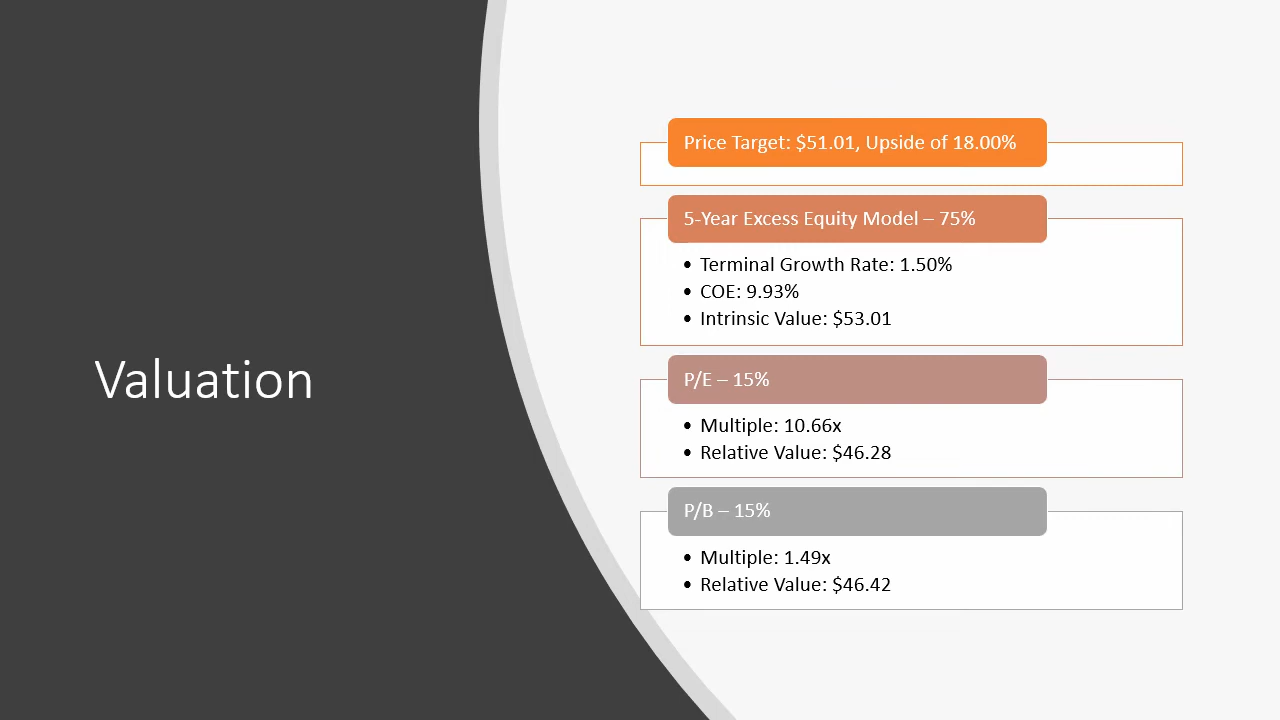 Valuation
Price Target: $51.01, Upside of 18.00%
5-Year Excess Equity Model – 75%
• Terminal Growth Rate: 1.50%
• COE: 9.93%
• Intrinsic Value: $53.01
P/E – 15%
• Multiple: 10.66x
• Relative Value: $46.28
P/B – 15%
• Multiple: 1.49x
• Relative Value: $46.42